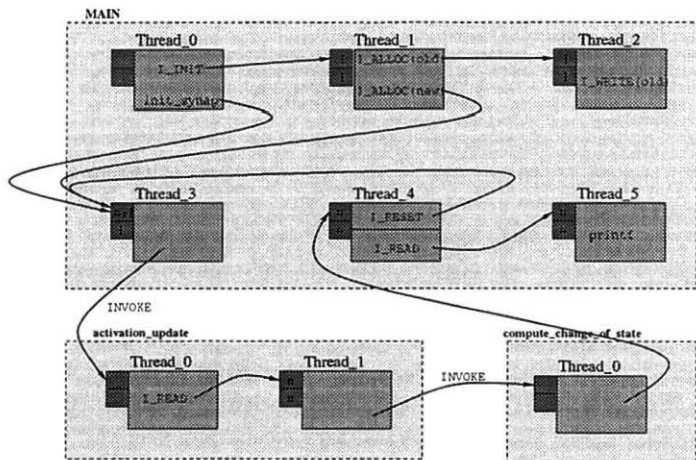 MAIN
Thread_0 Thread_1 Thread_2
I_INIT I_ALLOC(old
init_synap I_ALLOC(new I_WRITE(old)
Thread_3 Thread_4 Thread_5
I_RESET
I_READ printf
INVOKE
activation_update compute_change_of_state
Thread_0 Thread_1 Thread_0
INVOKE
I_READ